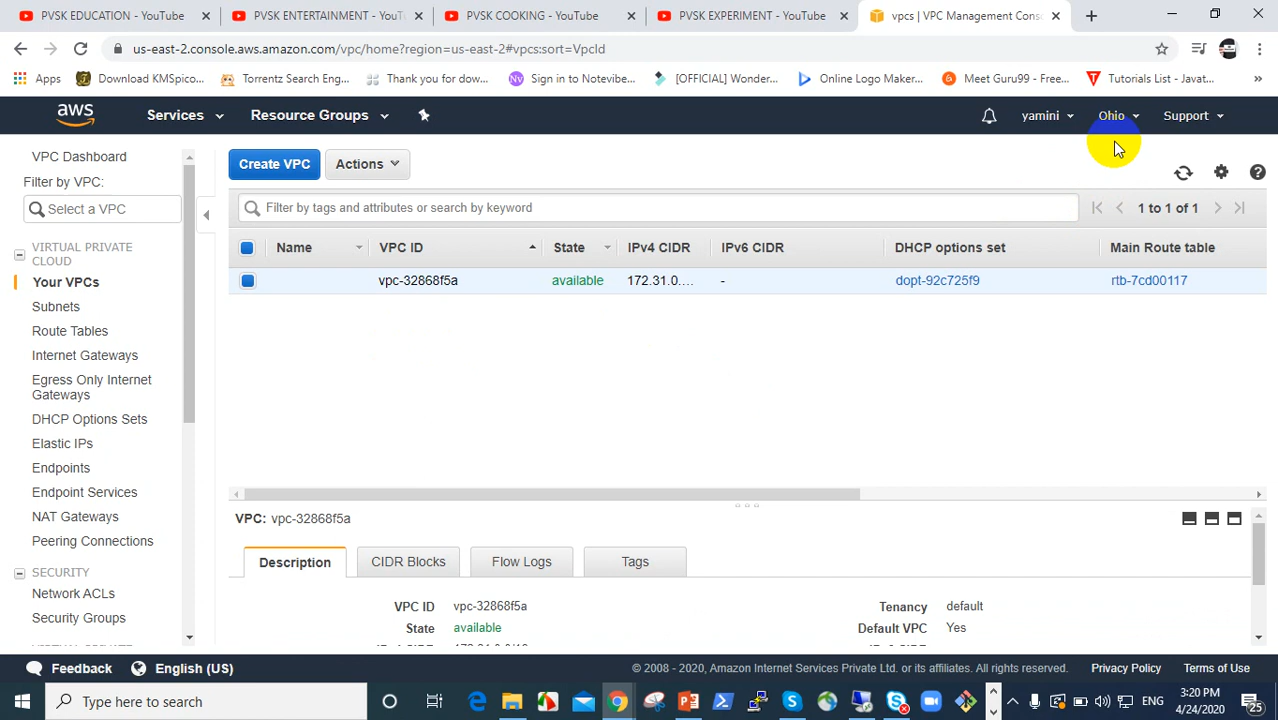 PVSK EDUCATION - YouTube
PVSK ENTERTAINMENT - YouT
PVSK COOKING - YouTube
PVSK EXPERIMENT - YouTube
vpcs | VPC Management Conso
us-east-2.console.aws.amazon.com/vpc/home?region=us-east-2#vpcs:sort=VpcId
Apps
Download KMSpico...
Torrentz Search Eng...
Thank you for dow...
Nv Sign in to Notevibe...
[OFFICIAL] Wonder...
Online Logo Maker...
Meet Guru99 - Free...
Tutorials List - Javat...
aws
Services
Resource Groups
yamini
Ohio
Support
VPC Dashboard
Filter by VPC:
Select a VPC
VIRTUAL PRIVATE
CLOUD
Your VPCs
Subnets
Route Tables
Internet Gateways
Egress Only Internet
Gateways
DHCP Options Sets
Elastic IPs
Endpoints
Endpoint Services
NAT Gateways
Peering Connections
SECURITY
Network ACLs
Security Groups
Create VPC
Actions
Filter by tags and attributes or search by keyword
1 to 1 of 1
Name VPC ID State IPv4 CIDR IPv6 CIDR DHCP options set Main Route table
vpc-32868f5a available 172.31.0.... - dopt-92c725f9 rtb-7cd00117
VPC: vpc-32868f5a
Description
CIDR Blocks
Flow Logs
Tags
VPC ID vpc-32868f5a
Tenancy default
State available
Default VPC Yes
Feedback
English (US)
© 2008 - 2020, Amazon Internet Services Private Ltd. or its affiliates. All rights reserved.
Privacy Policy
Terms of Use
Type here to search
ENG
3:20 PM
4/24/2020
25